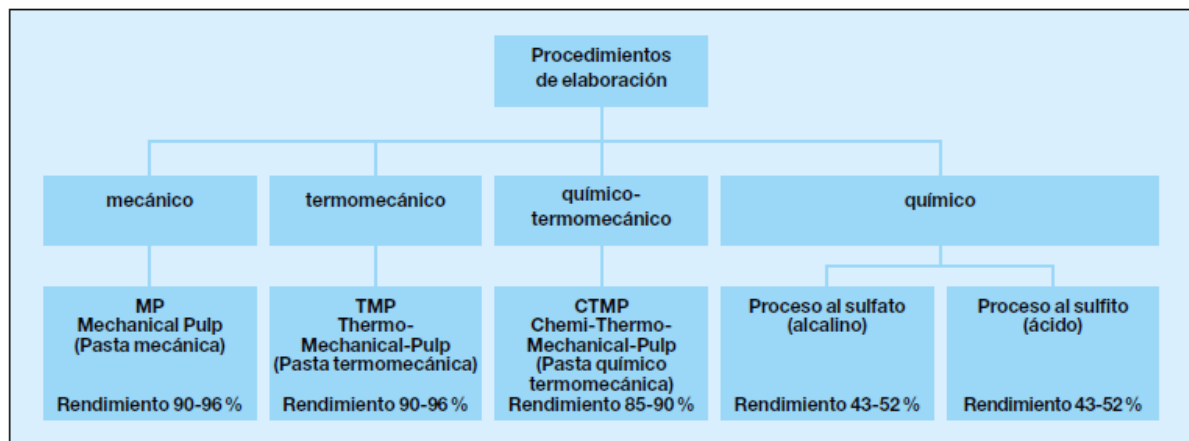 Procedimientos
de elaboración
mecánico
termomecánico
químico-
termomecánico
químico
MP
Mechanical Pulp
(Pasta mecánica)
Rendimiento 90-96 %
TMP
Thermo-
Mechanical-Pulp
(Pasta termomecánica)
Rendimiento 90-96 %
CTMP
Chemi-Thermo-
Mechanical-Pulp
(Pasta químico
termomecánica)
Rendimiento 85-90 %
Proceso al sulfato
(alcalino)
Rendimiento 43-52 %
Proceso al sulfito
(ácido)
Rendimiento 43-52 %